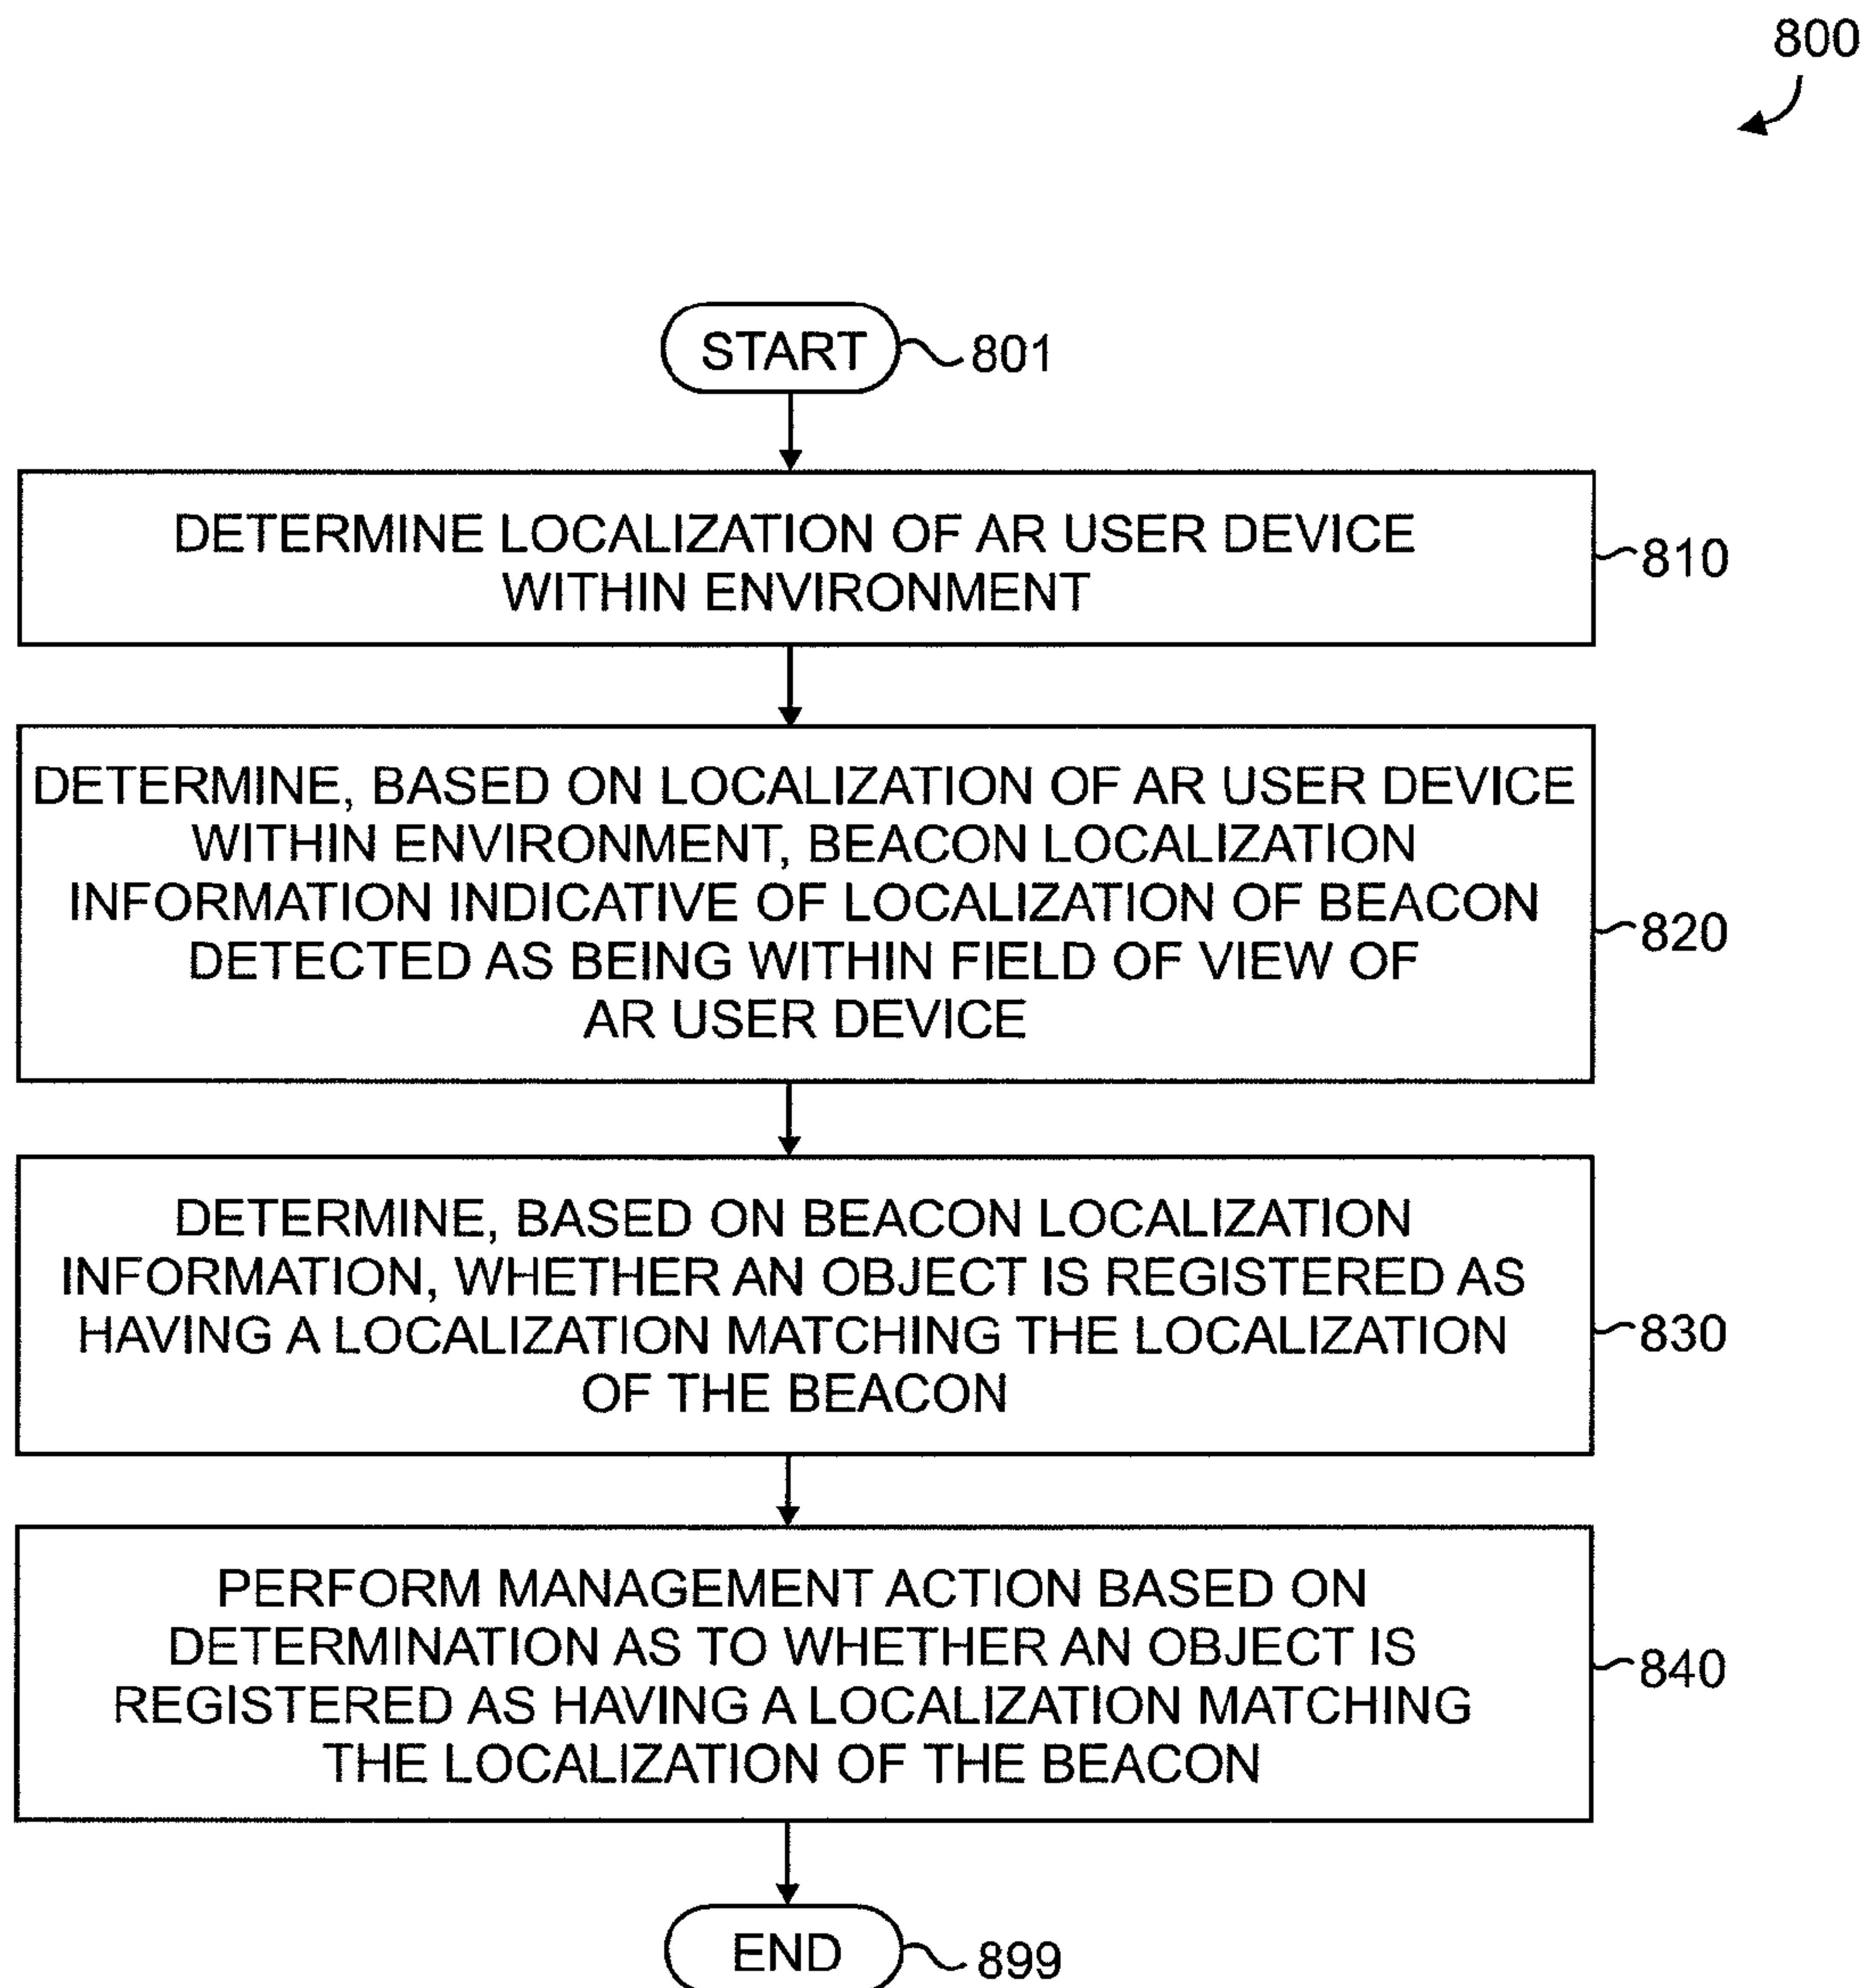 800
START
801
DETERMINE LOCALIZATION OF AR USER DEVICE
WITHIN ENVIRONMENT
810
DETERMINE, BASED ON LOCALIZATION OF AR USER DEVICE
WITHIN ENVIRONMENT, BEACON LOCALIZATION
INFORMATION INDICATIVE OF LOCALIZATION OF BEACON
DETECTED AS BEING WITHIN FIELD OF VIEW OF
AR USER DEVICE
820
DETERMINE, BASED ON BEACON LOCALIZATION
INFORMATION, WHETHER AN OBJECT IS REGISTERED AS
HAVING A LOCALIZATION MATCHING THE LOCALIZATION
OF THE BEACON
830
PERFORM MANAGEMENT ACTION BASED ON
DETERMINATION AS TO WHETHER AN OBJECT IS
REGISTERED AS HAVING A LOCALIZATION MATCHING
THE LOCALIZATION OF THE BEACON
840
END
899